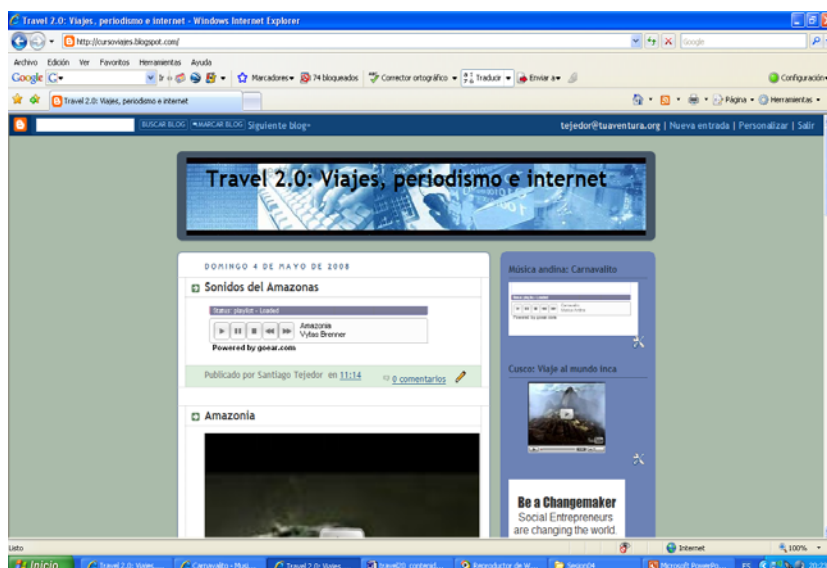 Travel 2.0: Viajes, periodismo e internet - Windows Internet Explorer
http://cursoviajes.blogspot.com/
Google
Archivo Edición Ver Favoritos Herramientas Ayuda
Google Marcadores 74 bloqueados Corrector ortográfico Traducir Enviar a Configuración
Travel 2.0: Viajes, periodismo e internet
Página Herramientas
BUSCAR BLOG MARCAR BLOG Siguiente blog»
tejedor@tuaventura.org | Nueva entrada | Personalizar | Salir
Travel 2.0: Viajes, periodismo e internet
DOMINGO 4 DE MAYO DE 2008
Sonidos del Amazonas
Status: playlist - Loaded
Amazonia
Vytas Brenner
Powered by goear.com
Publicado por Santiago Tejedor en 11:14 0 comentarios
Amazonia
Música andina: Carnavalito
Cusco: Viaje al mundo inca
Be a Changemaker
Social Entrepreneurs
are changing the world.
Listo
Internet
100%
Inicio
Travel 2.0: Viajes, ...
Carnavalito - Musi...
Travel 2.0: Viajes...
travel20_contenid...
Reproductor de W...
Sesion04
Microsoft PowerPo...
ES
20:23